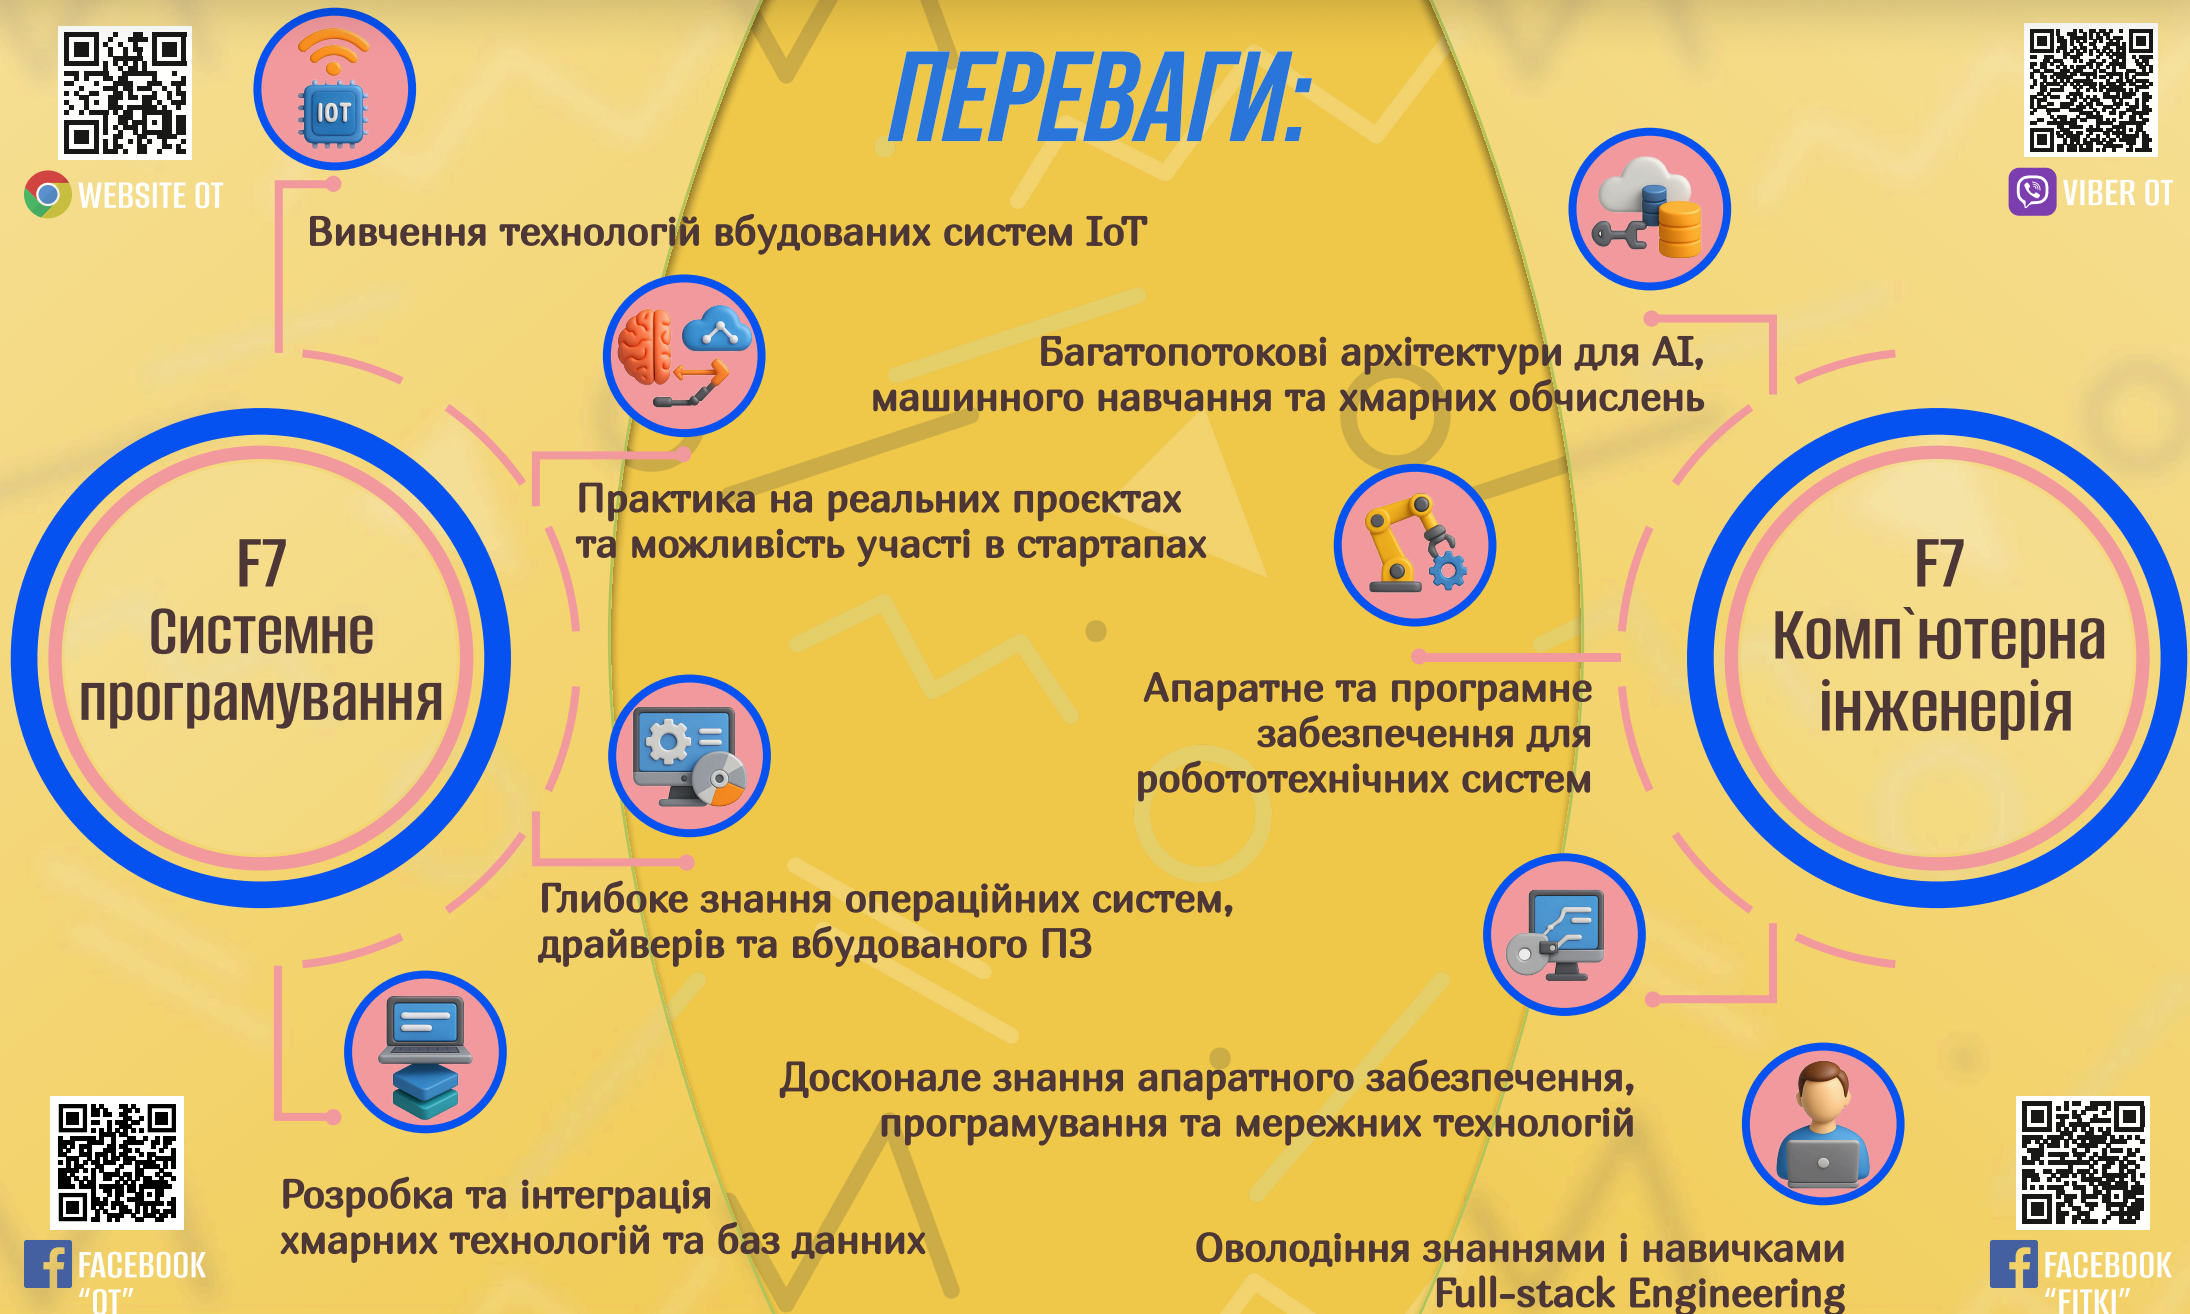 ПЕРЕВАГИ:
WEBSITE OT
VIBER OT
IOT
Вивчення технологій вбудованих систем ІоТ
Практика на реальних проєктах
та можливість участі в стартапах
F7
Системне
програмування
Глибоке знання операційних систем,
драйверів та вбудованого ПЗ
Розробка та інтеграція
хмарних технологій та баз данних
FACEBOOK
“OT”
Багатопотокові архітектури для АІ,
машинного навчання та хмарних обчислень
F7
Комп`ютерна
інженерія
Апаратне та програмне
забезпечення для
робототехнічних систем
Досконале знання апаратного забезпечення,
програмування та мережних технологій
Оволодіння знаннями і навичками
Full-stack Engineering
FACEBOOK
“FITKI”